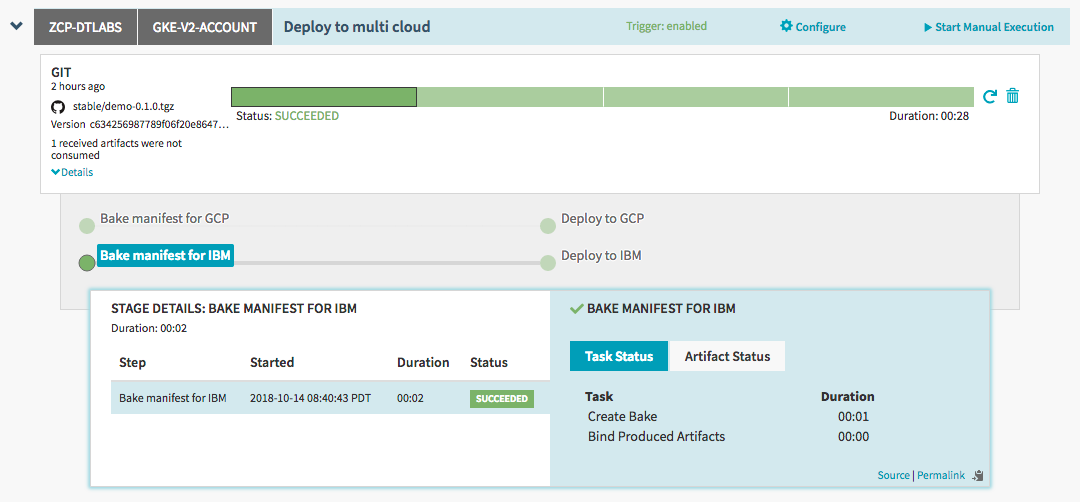 ZCP-DTLABS GKE-V2-ACCOUNT Deploy to multi cloud Trigger: enabled Configure Start Manual Execution
GIT
2 hours ago
stable/demo-0.1.0.tgz
Version c634256987789f06f20e8647...
1 received artifacts were not
consumed
Details
Status: SUCCEEDED Duration: 00:28
Bake manifest for GCP Deploy to GCP
Bake manifest for IBM Deploy to IBM
STAGE DETAILS: BAKE MANIFEST FOR IBM
Duration: 00:02
Step Started Duration Status
Bake manifest for IBM 2018-10-14 08:40:43 PDT 00:02 SUCCEEDED
BAKE MANIFEST FOR IBM
Task Status Artifact Status
Task Duration
Create Bake 00:01
Bind Produced Artifacts 00:00
Source | Permalink